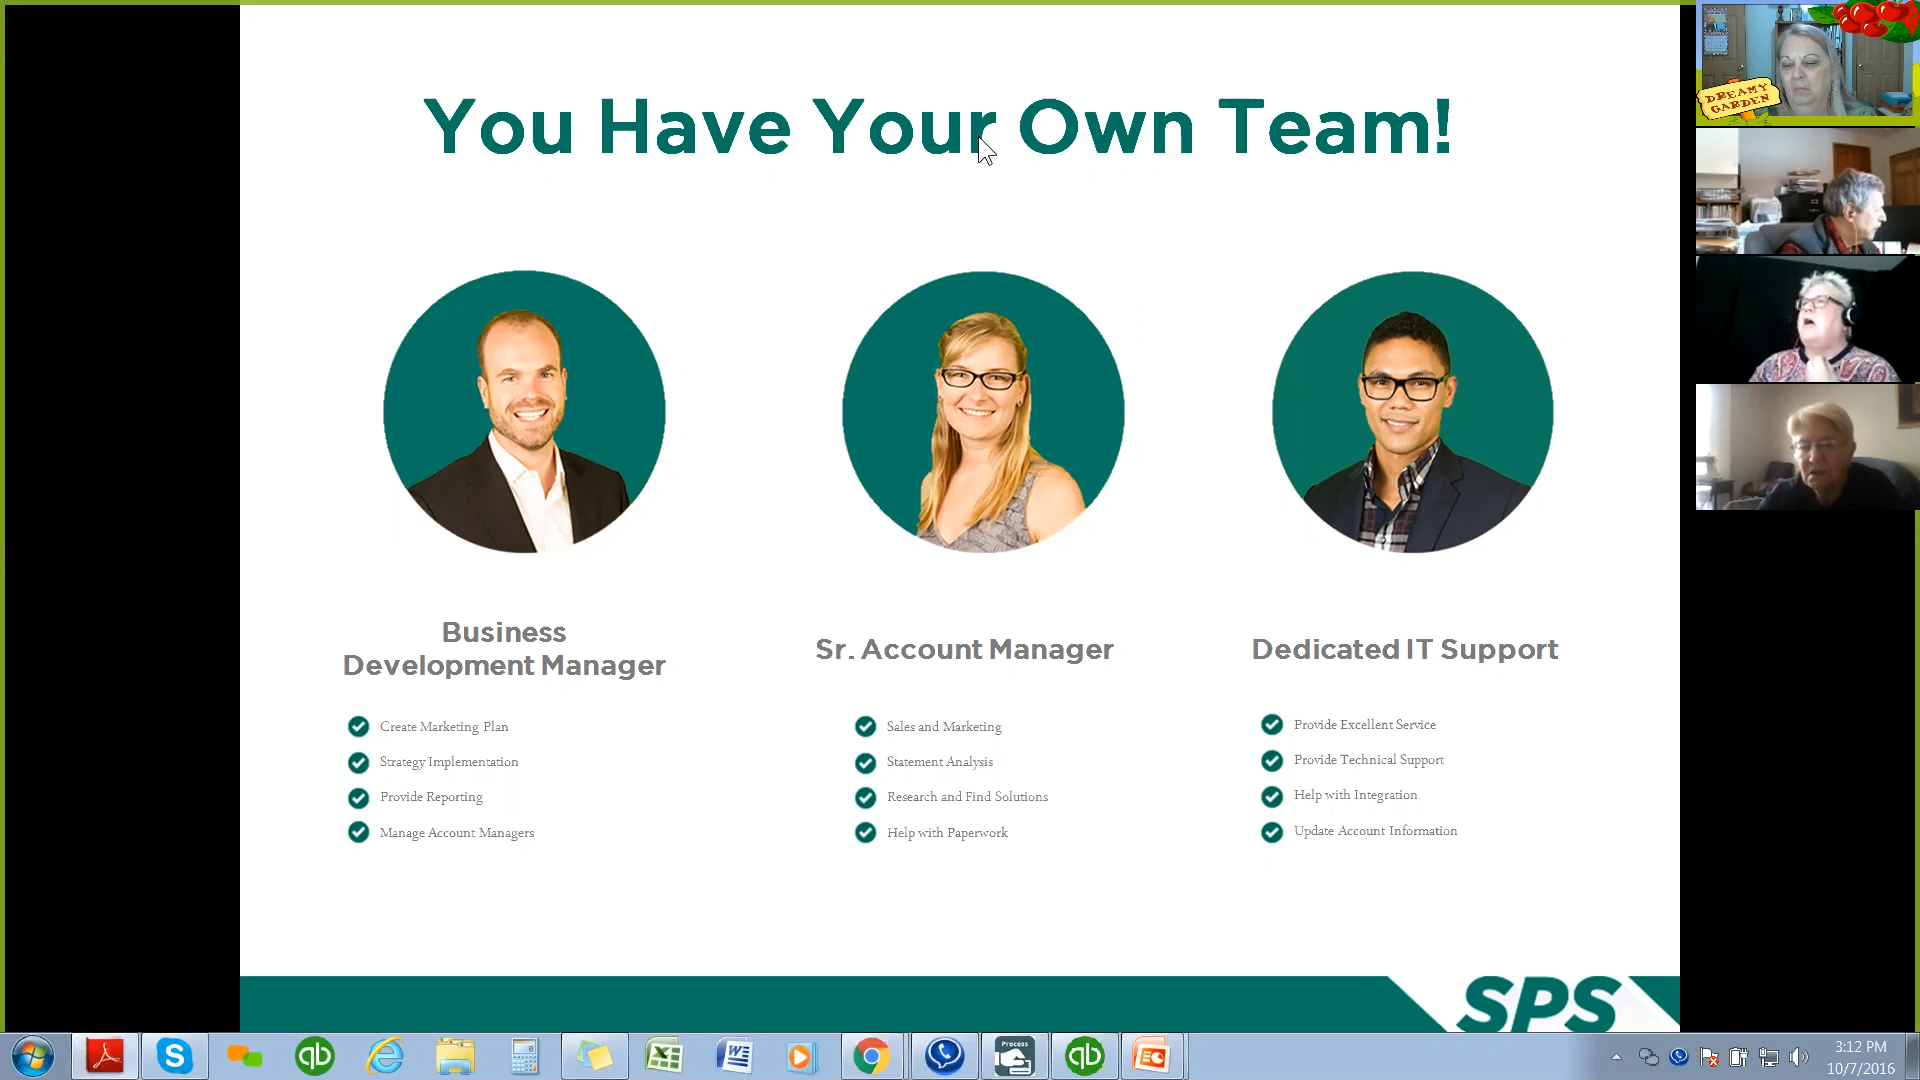 You Have Your Own Team!
DREAMY
GARDEN
Business
Development Manager
Create Marketing Plan
Strategy Implementation
Provide Reporting
Manage Account Managers
Sr. Account Manager
Sales and Marketing
Statement Analysis
Research and Find Solutions
Help with Paperwork
Dedicated IT Support
Provide Excellent Service
Provide Technical Support
Help with Integration
Update Account Information
SPS
Process
3:12 PM
10/7/2016